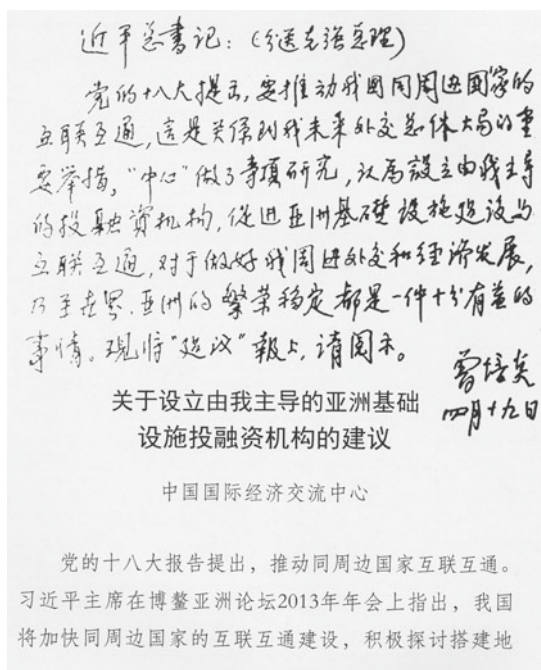 近平总書记：（分送克强总理）
党的十八大提出，要推动我国同周边国家的
互联互通，这是关係到我未来外交总体大局的重
要举措，“中心”做了专项研究，认为設立由我主导
的投融资机构，促进亚洲基礎设施建设与
互联互通，对于做好我周边外交和经济发展，
乃至世界、亚洲的繁荣稳定都是一件十分有益的
事情。现将“建议”報上，请阅示。
曾培炎
四月十九日
关于设立由我主导的亚洲基础
设施投融资机构的建议
中国国际经济交流中心
党的十八大报告提出，推动同周边国家互联互通。
习近平主席在博鳌亚洲论坛2013年年会上指出，我国
将加快同周边国家的互联互通建设，积极探讨搭建地